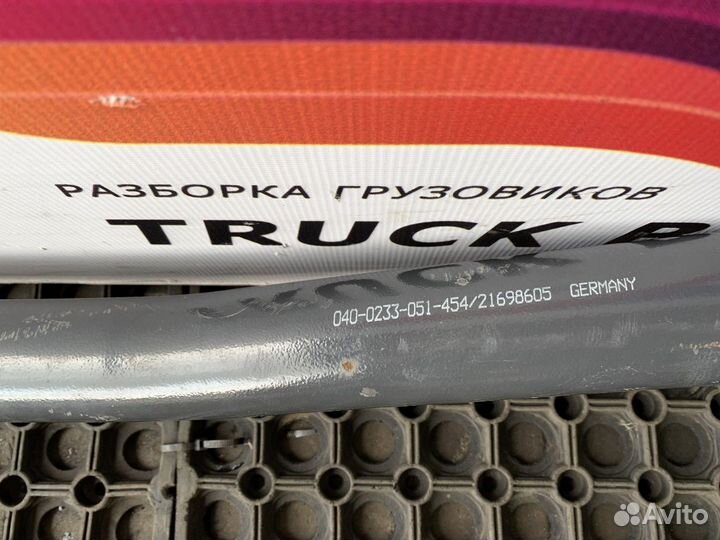 РАЗБОРКА ГРУЗОВИКОВ
TRUCK
040-0233-051-454/21698605 GERMANY
Avito